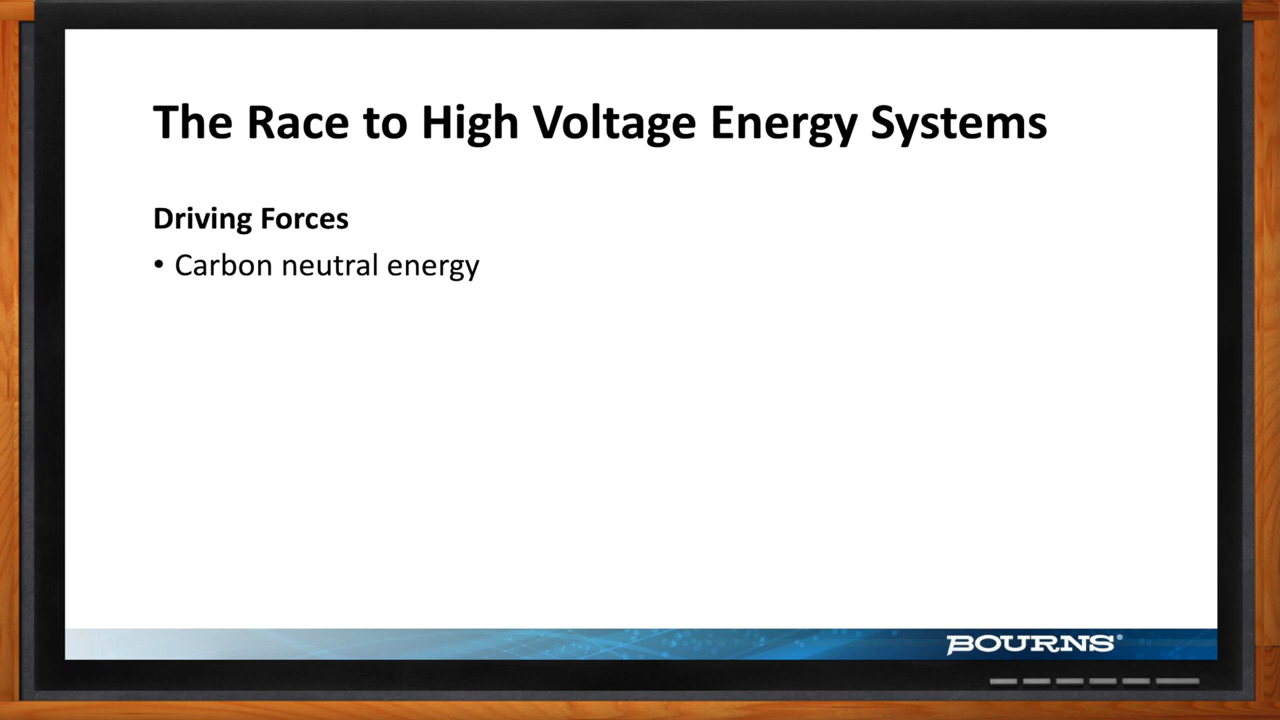 The Race to High Voltage Energy Systems
Driving Forces
• Carbon neutral energy
BOURNS®